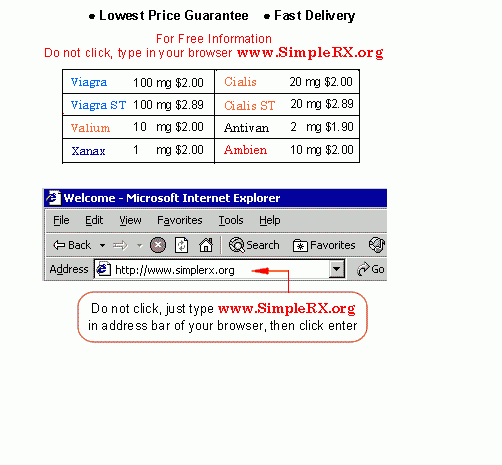 ● Lowest Price Guarantee ● Fast Delivery
For Free Information
Do not click, type in your browser www.SimpleRX.org
Viagra 100 mg $2.00 Cialis 20 mg $2.00
Viagra ST 100 mg $2.89 Cialis ST 20 mg $2.89
Valium 10 mg $2.00 Antivan 2 mg $1.90
Xanax 1 mg $2.00 Ambien 10 mg $2.00
Welcome - Microsoft Internet Explorer
File Edit View Favorites Tools Help
Back Search Favorites
Address http://www.simplerx.org Go
Do not click, just type www.SimpleRX.org
in address bar of your browser, then click enter